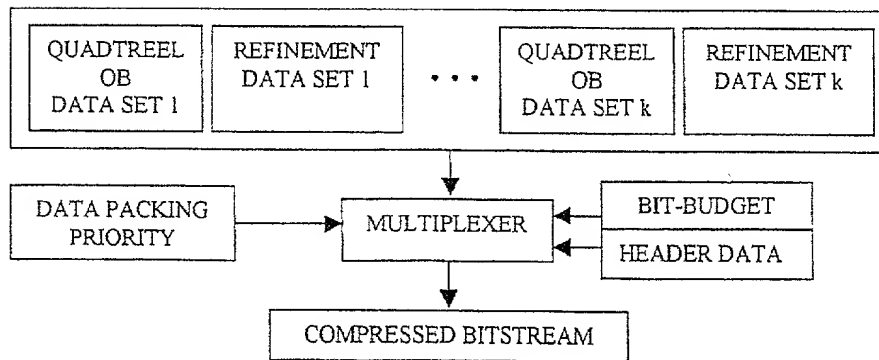 QUADTREEL
OB
DATA SET 1
REFINEMENT
DATA SET 1
• • •
QUADTREEL
OB
DATA SET k
REFINEMENT
DATA SET k
DATA PACKING
PRIORITY
MULTIPLEXER
BIT-BUDGET
HEADER DATA
COMPRESSED BITSTREAM